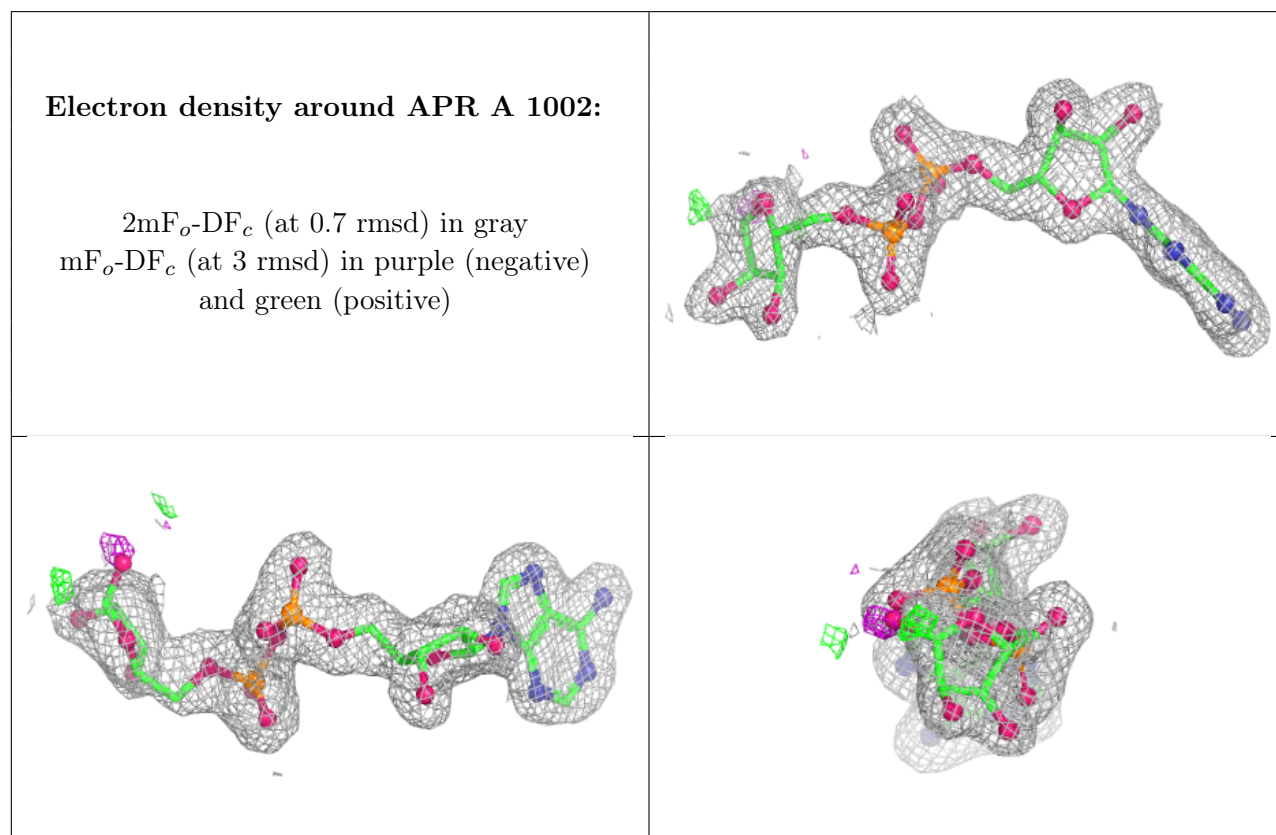 Electron density around APR A 1002:
2mFo-DFc (at 0.7 rmsd) in gray
mFo-DFc (at 3 rmsd) in purple (negative)
and green (positive)